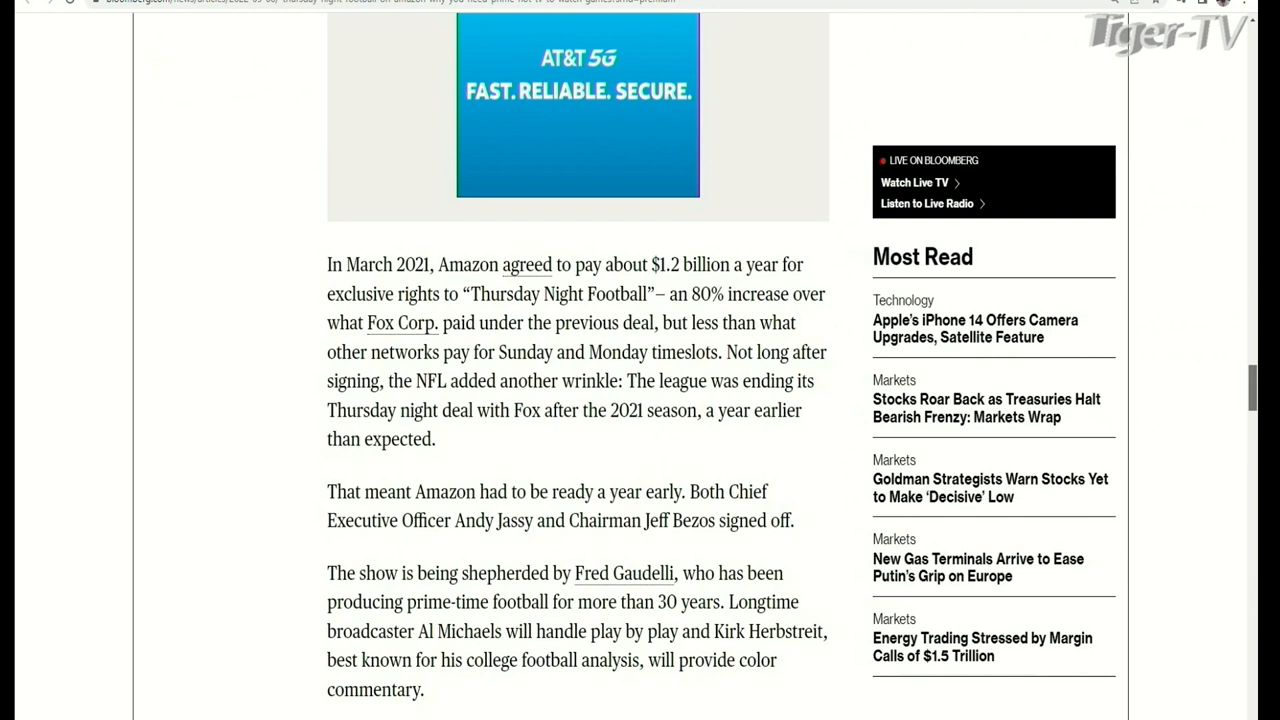 Tiger-TV
AT&T 5G
FAST. RELIABLE. SECURE.
In March 2021, Amazon agreed to pay about $1.2 billion a year for
exclusive rights to “Thursday Night Football”– an 80% increase over
what Fox Corp. paid under the previous deal, but less than what
other networks pay for Sunday and Monday timeslots. Not long after
signing, the NFL added another wrinkle: The league was ending its
Thursday night deal with Fox after the 2021 season, a year earlier
than expected.
That meant Amazon had to be ready a year early. Both Chief
Executive Officer Andy Jassy and Chairman Jeff Bezos signed off.
The show is being shepherded by Fred Gaudelli, who has been
producing prime-time football for more than 30 years. Longtime
broadcaster Al Michaels will handle play by play and Kirk Herbstreit,
best known for his college football analysis, will provide color
commentary.
LIVE ON BLOOMBERG
Watch Live TV
Listen to Live Radio
Most Read
Technology
Apple’s iPhone 14 Offers Camera
Upgrades, Satellite Feature
Markets
Stocks Roar Back as Treasuries Halt
Bearish Frenzy: Markets Wrap
Markets
Goldman Strategists Warn Stocks Yet
to Make ‘Decisive’ Low
Markets
New Gas Terminals Arrive to Ease
Putin’s Grip on Europe
Markets
Energy Trading Stressed by Margin
Calls of $1.5 Trillion